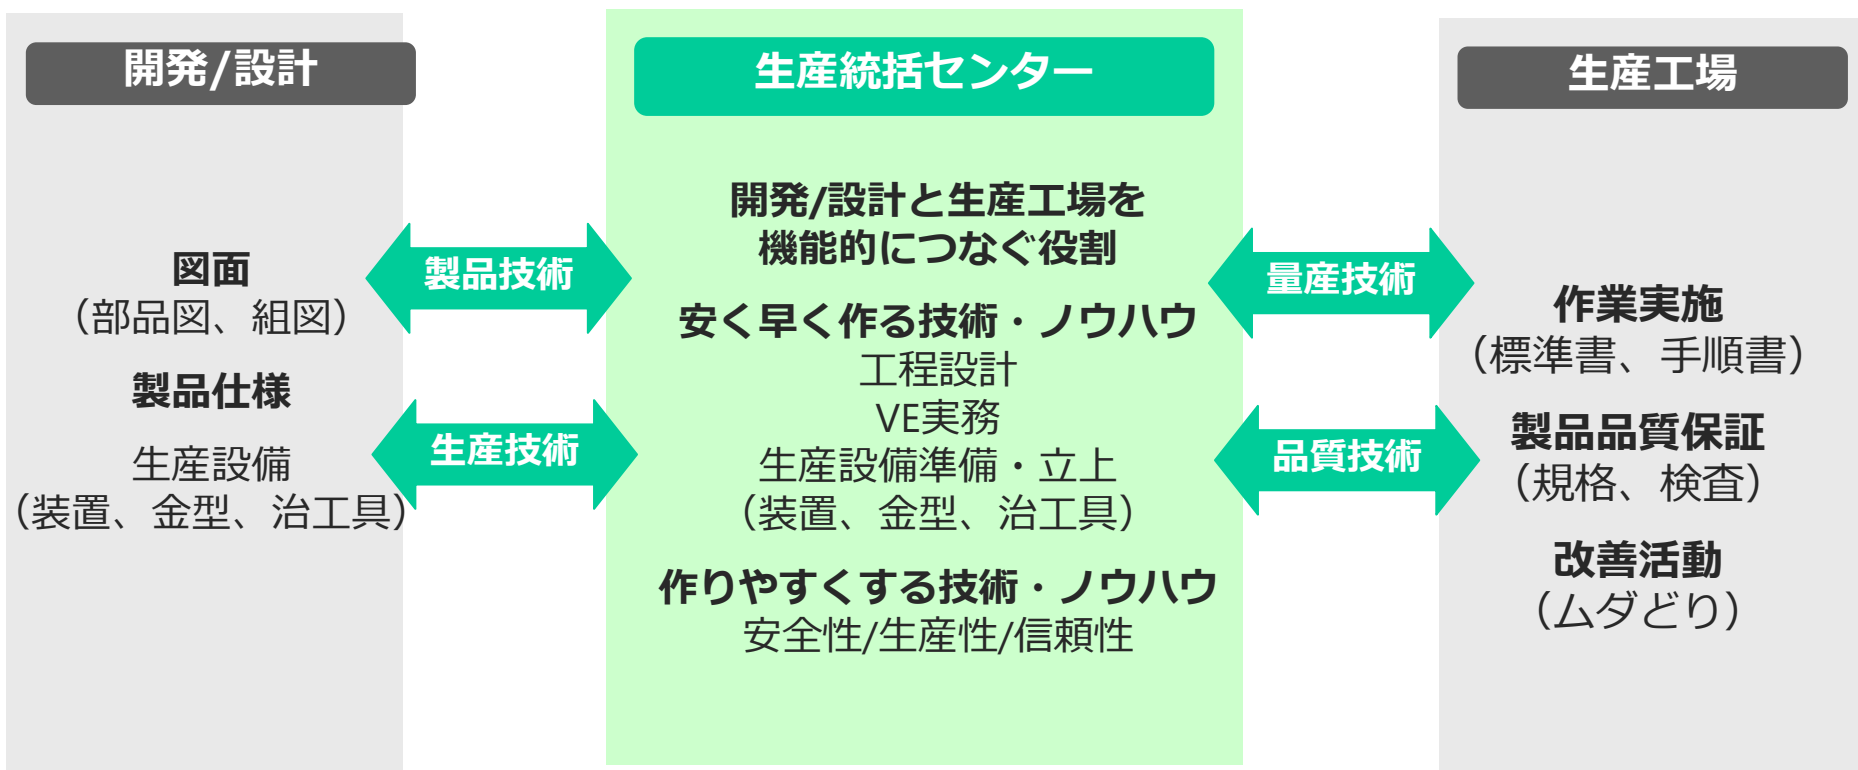 開発/設計
図面
（部品図、組図）
製品仕様
生産設備
（装置、金型、治工具）
製品技術
生産技術
生産統括センター
開発/設計と生産工場を
機能的につなぐ役割
安く早く作る技術・ノウハウ
工程設計
VE実務
生産設備準備・立上
（装置、金型、治工具）
作りやすくする技術・ノウハウ
安全性/生産性/信頼性
量産技術
品質技術
生産工場
作業実施
（標準書、手順書）
製品品質保証
（規格、検査）
改善活動
（ムダどり）